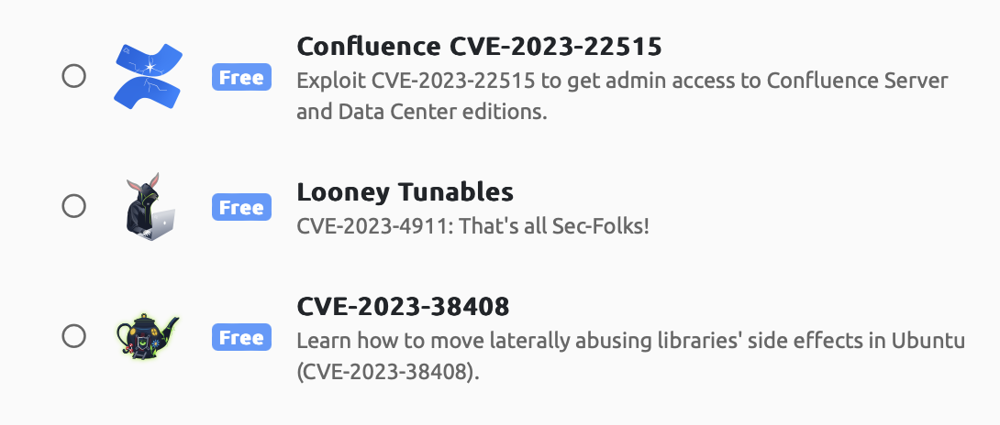 Confluence CVE-2023-22515
Free
Exploit CVE-2023-22515 to get admin access to Confluence Server
and Data Center editions.
Looney Tunables
Free
CVE-2023-4911: That's all Sec-Folks!
CVE-2023-38408
Free
Learn how to move laterally abusing libraries' side effects in Ubuntu
(CVE-2023-38408).